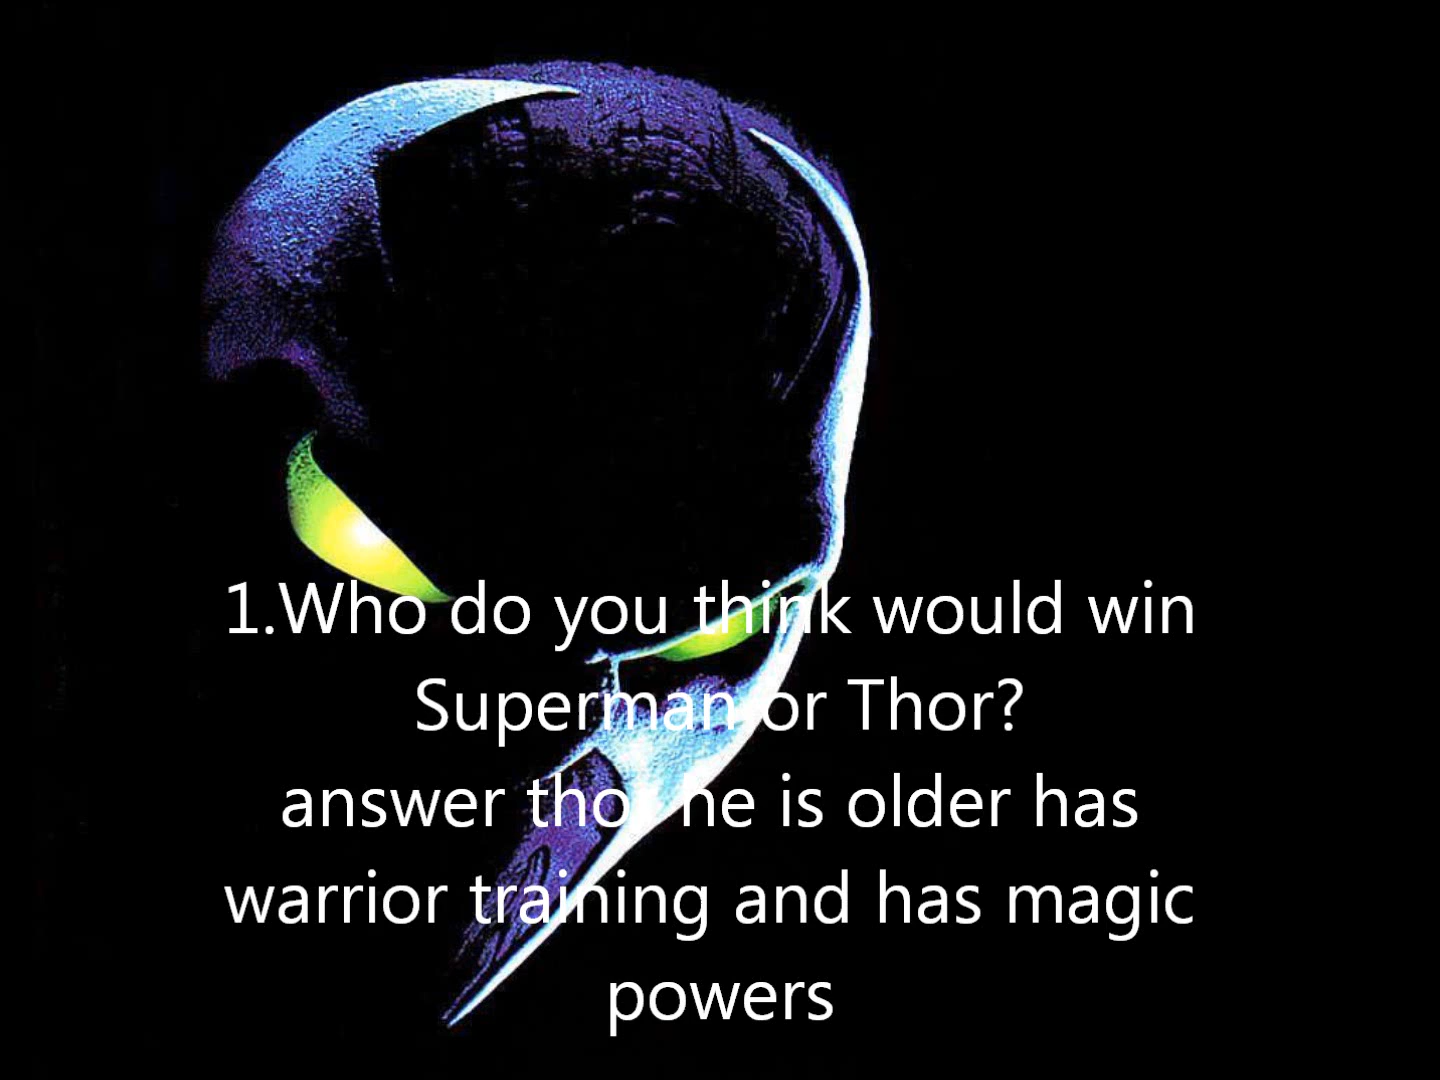 1.Who do you think would win
Superman or Thor?
answer thor he is older has
warrior training and has magic
powers